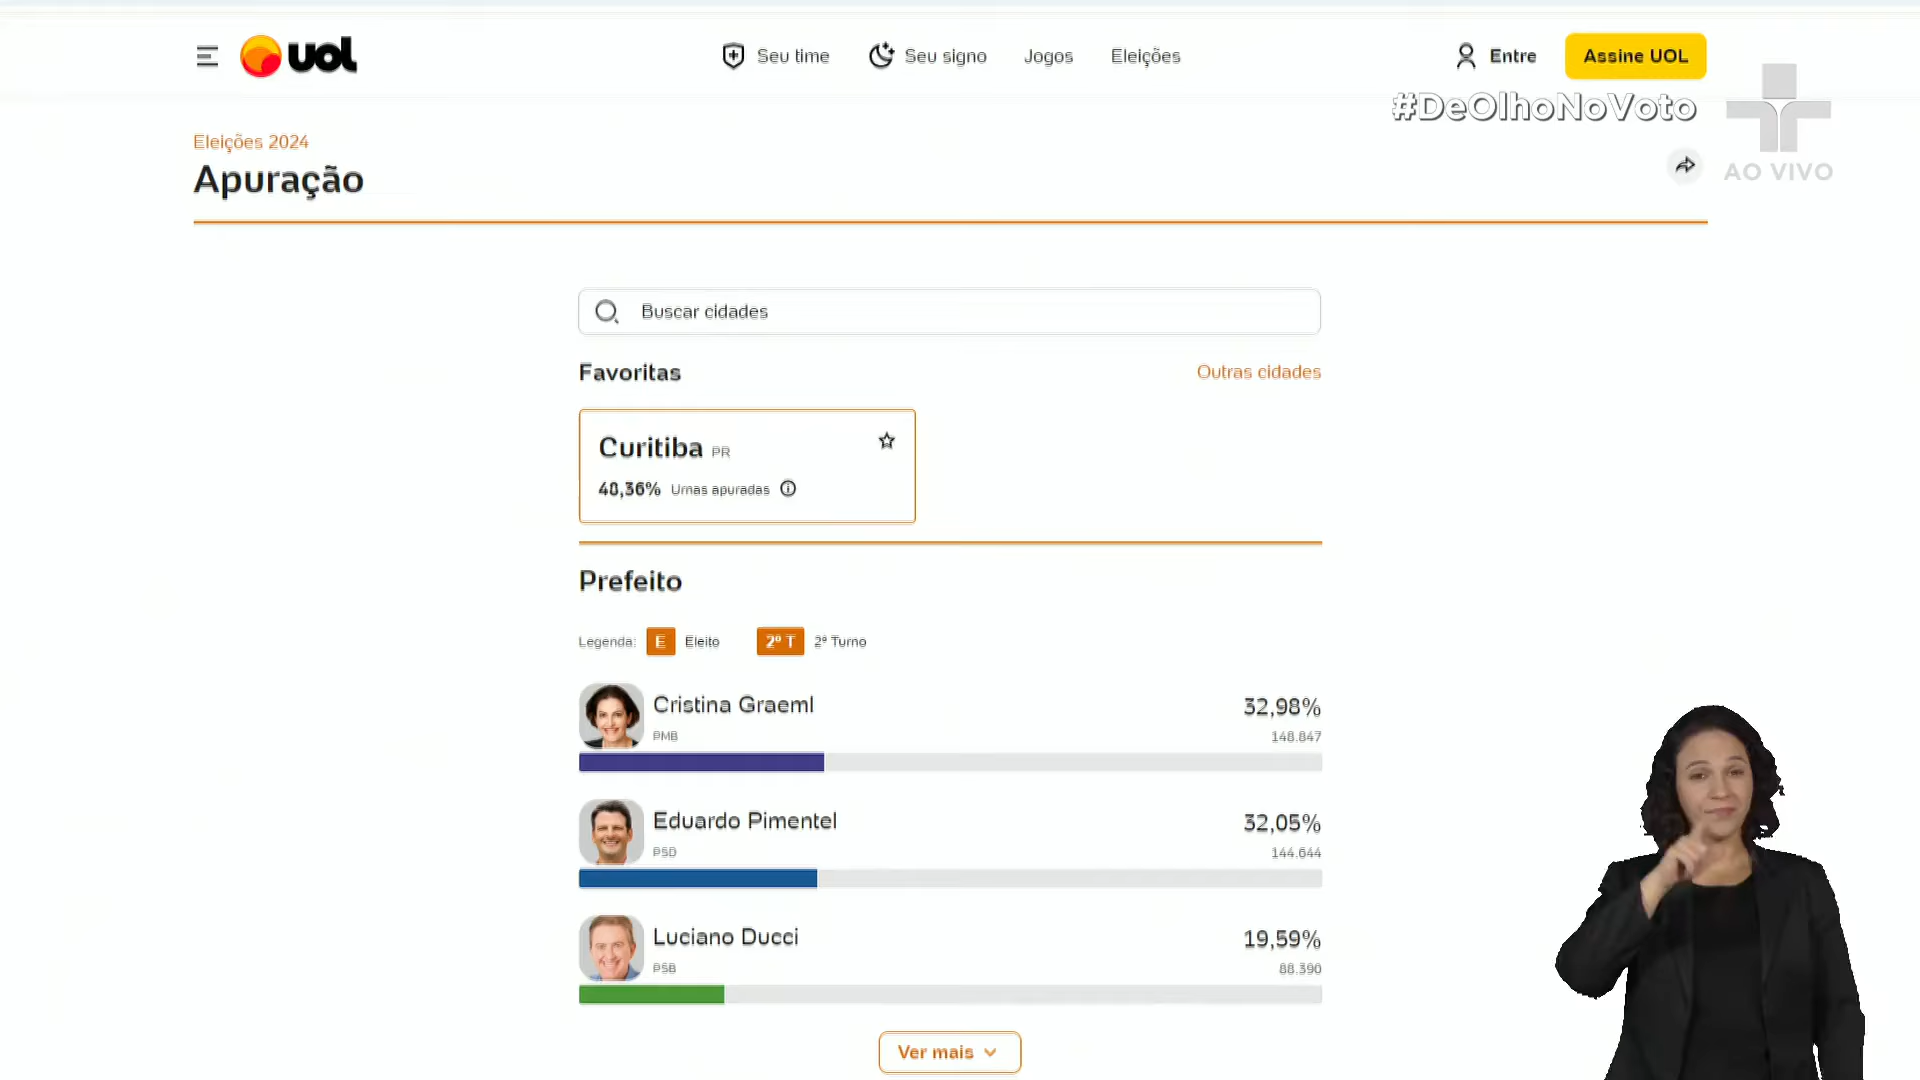 uol
Seu time
Seu signo
Jogos
Eleições
Entre
Assine UOL
#DeOlhoNoVoto
AO VIVO
Eleições 2024
Apuração
Buscar cidades
Favoritas
Outras cidades
Curitiba PR
40,36% Urnas apuradas
Prefeito
Legenda: E Eleito 2º T 2º Turno
Cristina Graeml
32,98%
PMB
148.847
Eduardo Pimentel
32,05%
PSD
144.644
Luciano Ducci
19,59%
PSB
88.390
Ver mais